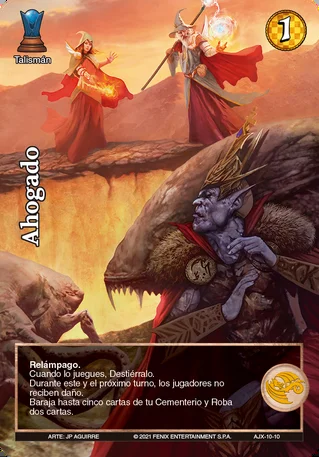 Talismán
1
Ahogado
Relámpago.
Cuando lo juegues, Destiérralo.
Durante este y el próximo turno, los jugadores no
reciben daño.
Baraja hasta cinco cartas de tu Cementerio y Roba
dos cartas.
ARTE: JP AGUIRRE
© 2021 FENIX ENTERTAINMENT S.P.A.
AJX-10-10